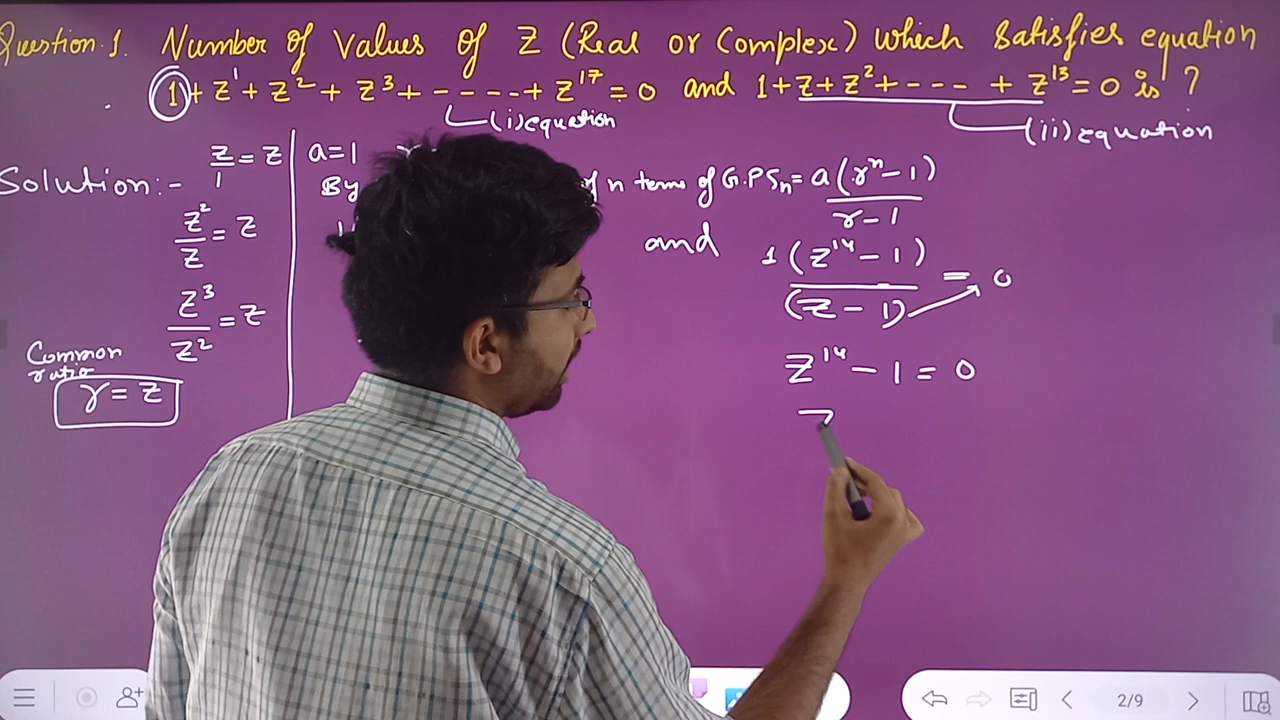 Question 1. Number of Values of Z (Real or Complex) which Satisfies equation
1 + z¹ + z² + z³ + - - - - + z¹⁷ = 0 and 1 + z + z² + - - - + z¹³ = 0 is ?
(i) equation
(ii) equation
Solution :-
z/1 = z
z²/z = z
z³/z² = z
Common ratio
r = z
a = 1
By
of n terms of G.P Sₙ = a(rⁿ - 1)/(r - 1)
and
1(z¹⁴ - 1)/(z - 1) = 0
z¹⁴ - 1 = 0
2/9